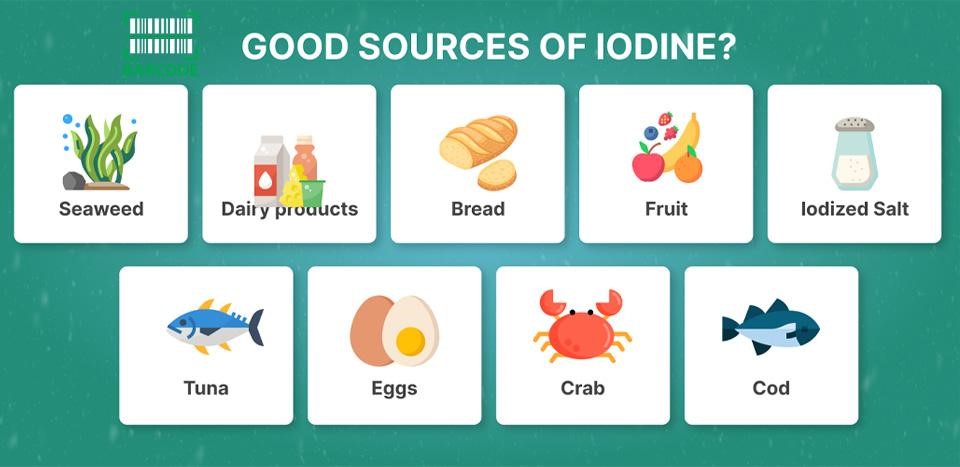 BARCODE
GOOD SOURCES OF IODINE?
Seaweed
Dairy products
Bread
Fruit
Iodized Salt
Tuna
Eggs
Crab
Cod